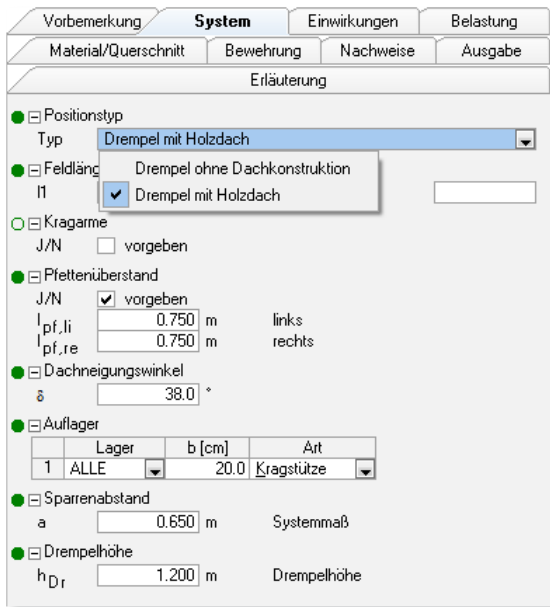 Vorbemerkung System Einwirkungen Belastung
Material/Querschnitt Bewehrung Nachweise Ausgabe
Erläuterung
Positionstyp
Typ Drempel mit Holzdach
Drempel ohne Dachkonstruktion
Drempel mit Holzdach
Feldläng
l1
Kragarme
J/N vorgeben
Pfettenüberstand
J/N vorgeben
lpf,li 0.750 m links
lpf,re 0.750 m rechts
Dachneigungswinkel
δ 38.0 °
Auflager
Lager b [cm] Art
1 ALLE 20.0 Kragstütze
Sparrenabstand
a 0.650 m Systemmaß
Drempelhöhe
hDr 1.200 m Drempelhöhe